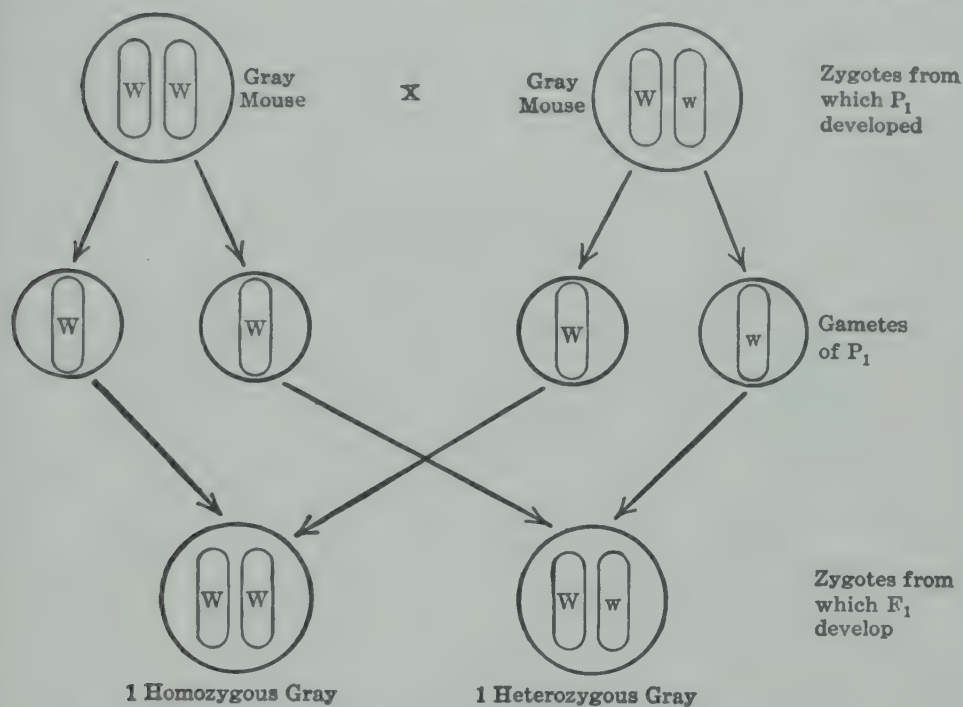 W W
Gray
Mouse
X
Gray
Mouse
W w
Zygotes from
which P₁
developed
W
W
W
w
Gametes
of P₁
W W
W w
Zygotes from
which F₁
develop
1 Homozygous Gray
1 Heterozygous Gray